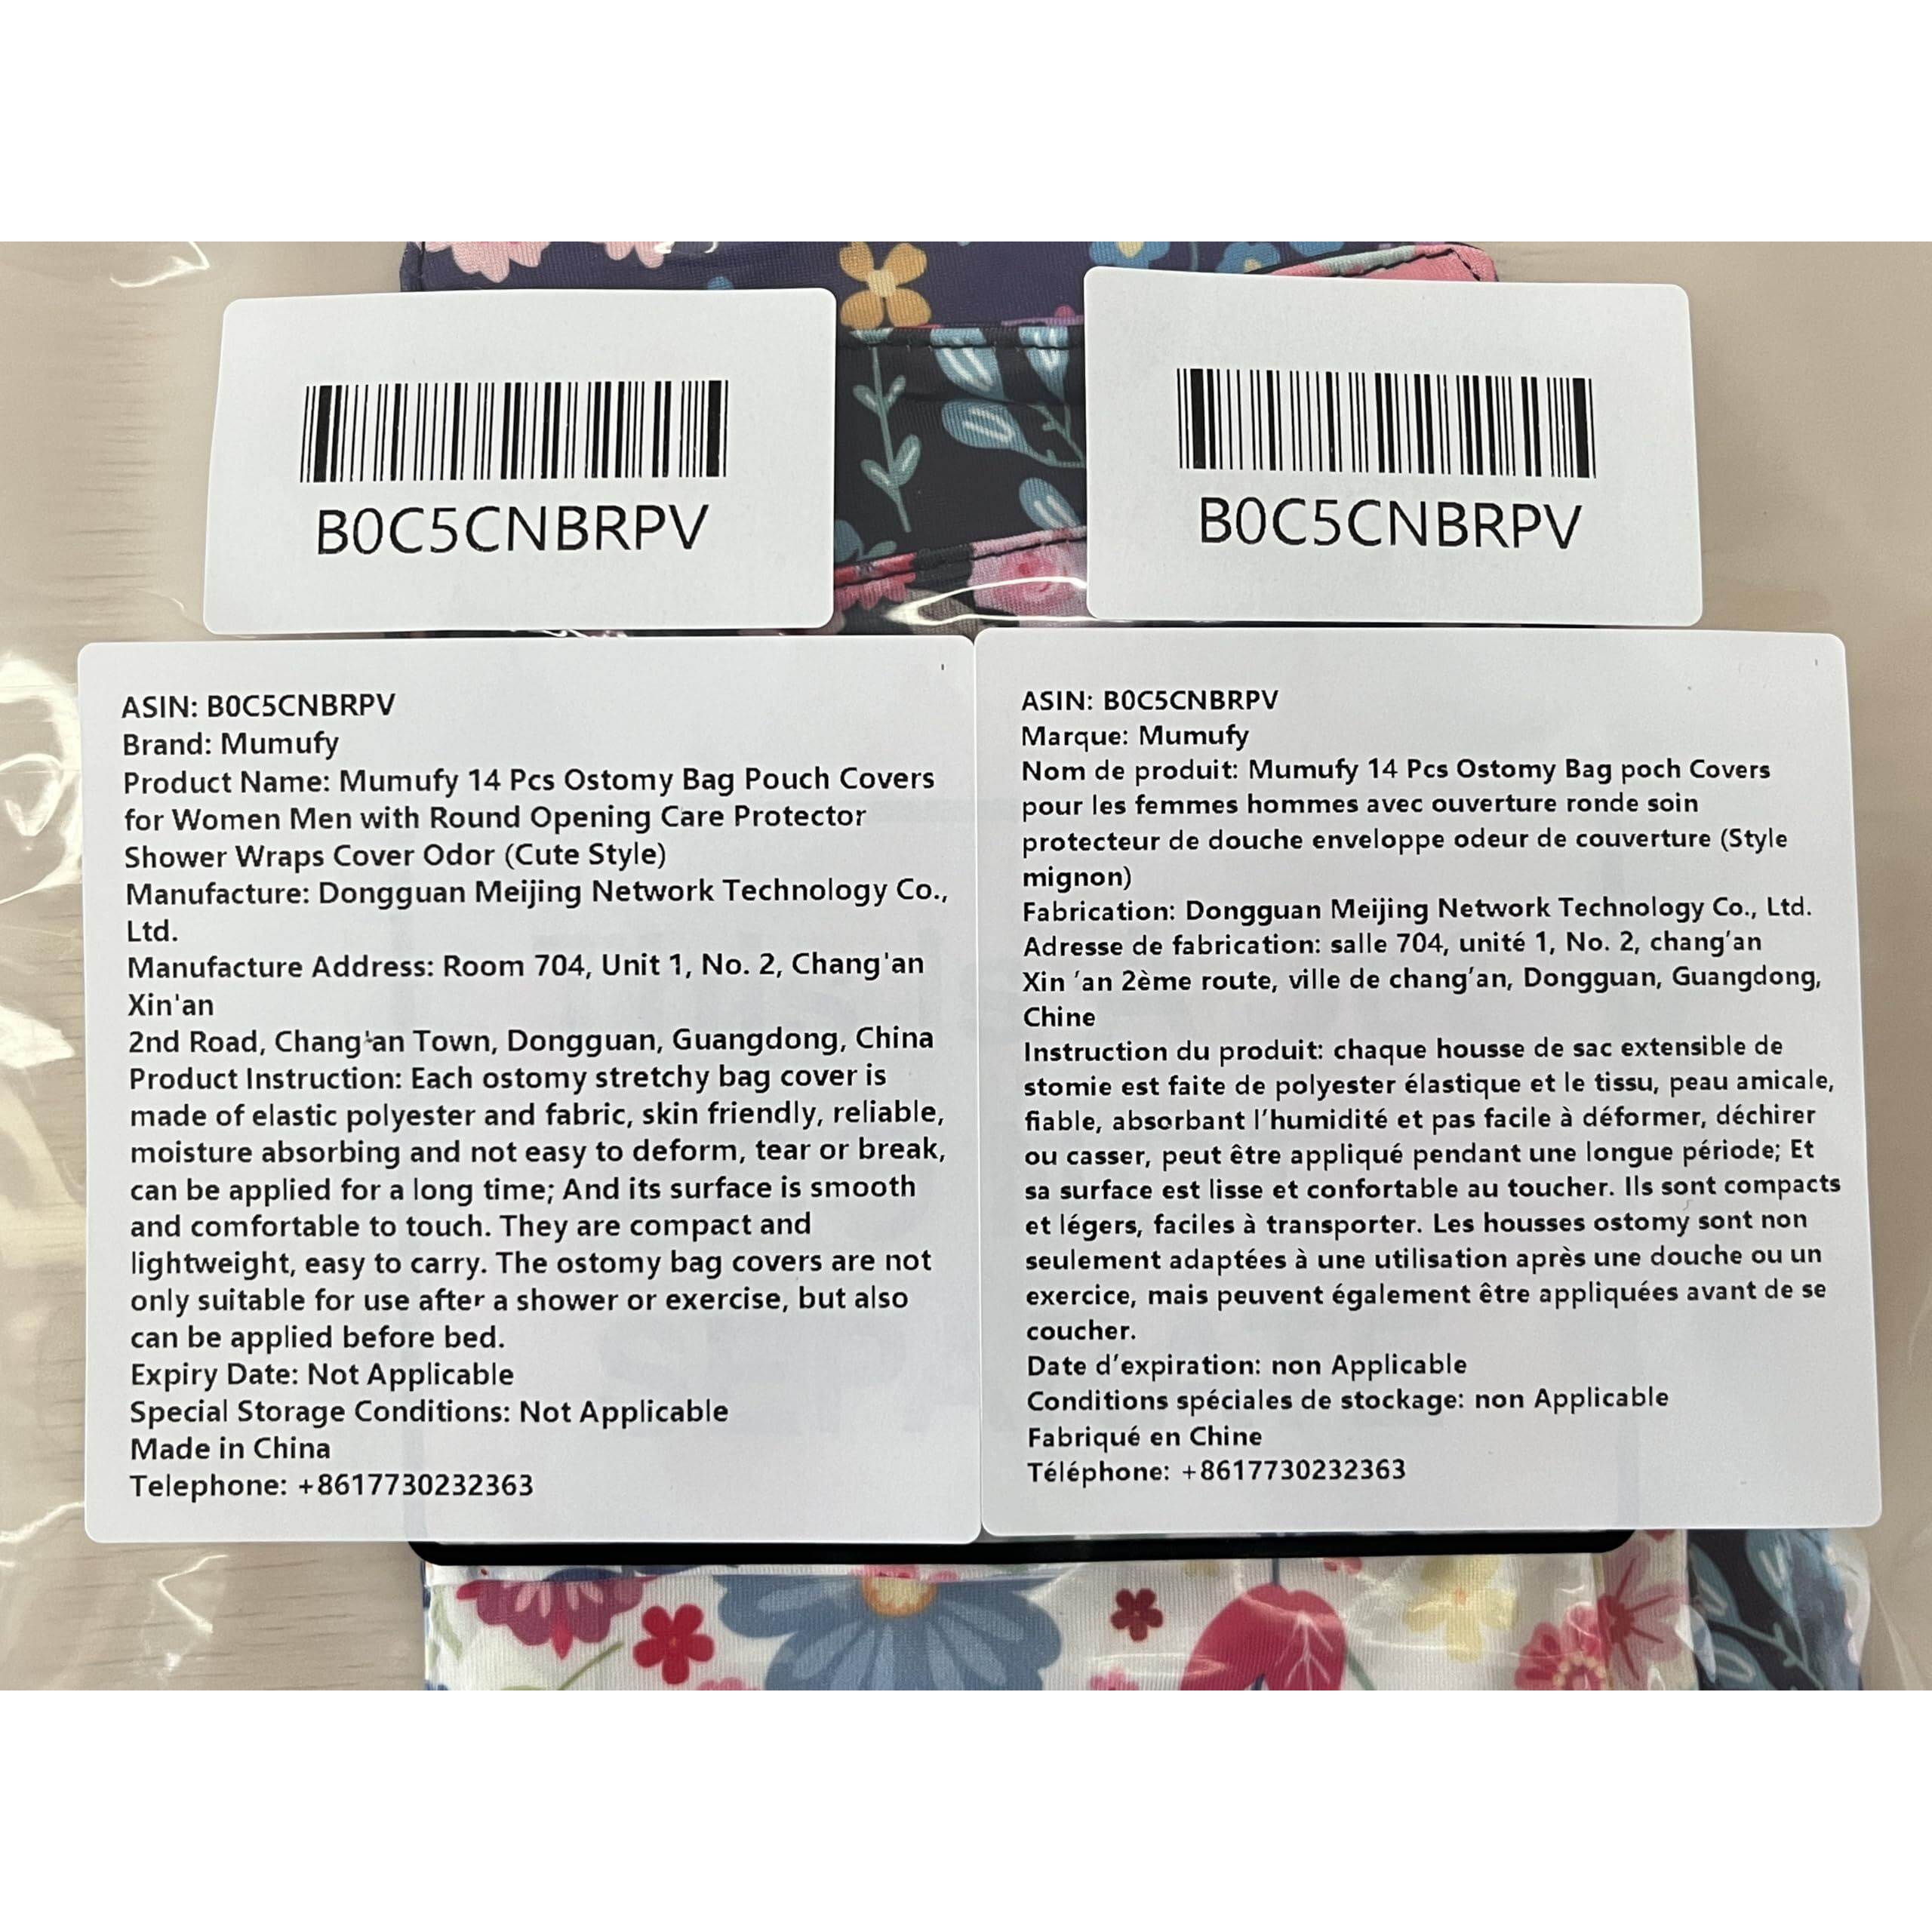 B0C5CNBRPV
B0C5CNBRPV
ASIN: B0C5CNBRPV
Brand: Mumufy
Product Name: Mumufy 14 Pcs Ostomy Bag Pouch Covers
for Women Men with Round Opening Care Protector
Shower Wraps Cover Odor (Cute Style)
Manufacture: Dongguan Meijing Network Technology Co.,
Ltd.
Manufacture Address: Room 704, Unit 1, No. 2, Chang'an
Xin'an
2nd Road, Chang'an Town, Dongguan, Guangdong, China
Product Instruction: Each ostomy stretchy bag cover is
made of elastic polyester and fabric, skin friendly, reliable,
moisture absorbing and not easy to deform, tear or break,
can be applied for a long time; And its surface is smooth
and comfortable to touch. They are compact and
lightweight, easy to carry. The ostomy bag covers are not
only suitable for use after a shower or exercise, but also
can be applied before bed.
Expiry Date: Not Applicable
Special Storage Conditions: Not Applicable
Made in China
Telephone: +8617730232363
ASIN: B0C5CNBRPV
Marque: Mumufy
Nom de produit: Mumufy 14 Pcs Ostomy Bag poch Covers
pour les femmes hommes avec ouverture ronde soin
protecteur de douche enveloppe odeur de couverture (Style
mignon)
Fabrication: Dongguan Meijing Network Technology Co., Ltd.
Adresse de fabrication: salle 704, unité 1, No. 2, chang’an
Xin ’an 2ème route, ville de chang’an, Dongguan, Guangdong,
Chine
Instruction du produit: chaque housse de sac extensible de
stomie est faite de polyester élastique et le tissu, peau amicale,
fiable, absorbant l’humidité et pas facile à déformer, déchirer
ou casser, peut être appliqué pendant une longue période; Et
sa surface est lisse et confortable au toucher. Ils sont compacts
et légers, faciles à transporter. Les housses ostomy sont non
seulement adaptées à une utilisation après une douche ou un
exercice, mais peuvent également être appliquées avant de se
coucher.
Date d’expiration: non Applicable
Conditions spéciales de stockage: non Applicable
Fabriqué en Chine
Téléphone: +8617730232363